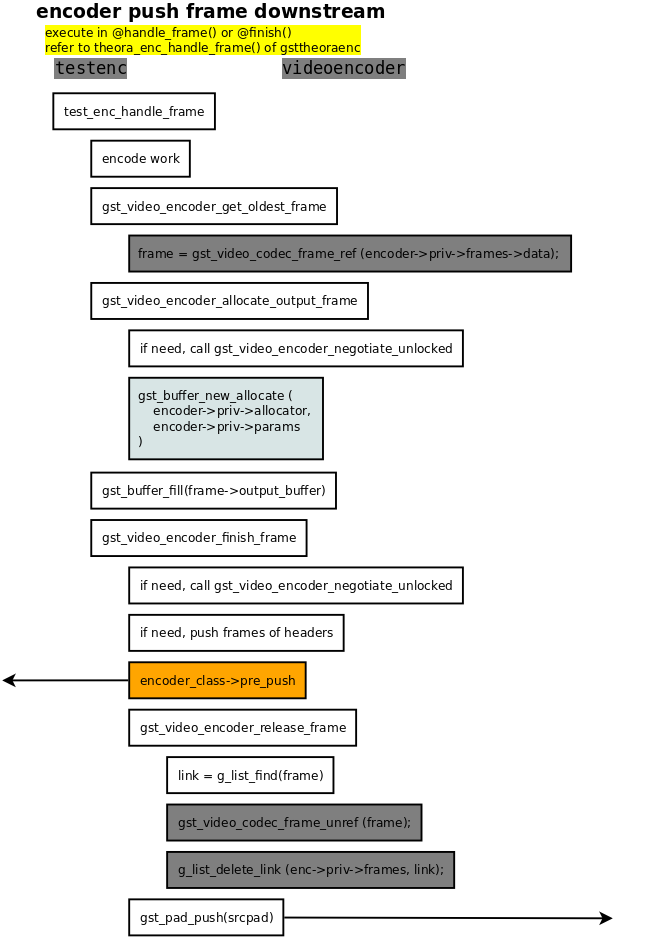 encoder push frame downstream
execute in @handle_frame() or @finish()
refer to theora_enc_handle_frame() of gsttheoraenc
testenc videoencoder
test_enc_handle_frame
encode work
gst_video_encoder_get_oldest_frame
frame = gst_video_codec_frame_ref (encoder->priv->frames->data);
gst_video_encoder_allocate_output_frame
if need, call gst_video_encoder_negotiate_unlocked
gst_buffer_new_allocate (
encoder->priv->allocator,
encoder->priv->params
)
gst_buffer_fill(frame->output_buffer)
gst_video_encoder_finish_frame
if need, call gst_video_encoder_negotiate_unlocked
if need, push frames of headers
encoder_class->pre_push
gst_video_encoder_release_frame
link = g_list_find(frame)
gst_video_codec_frame_unref (frame);
g_list_delete_link (enc->priv->frames, link);
gst_pad_push(srcpad)